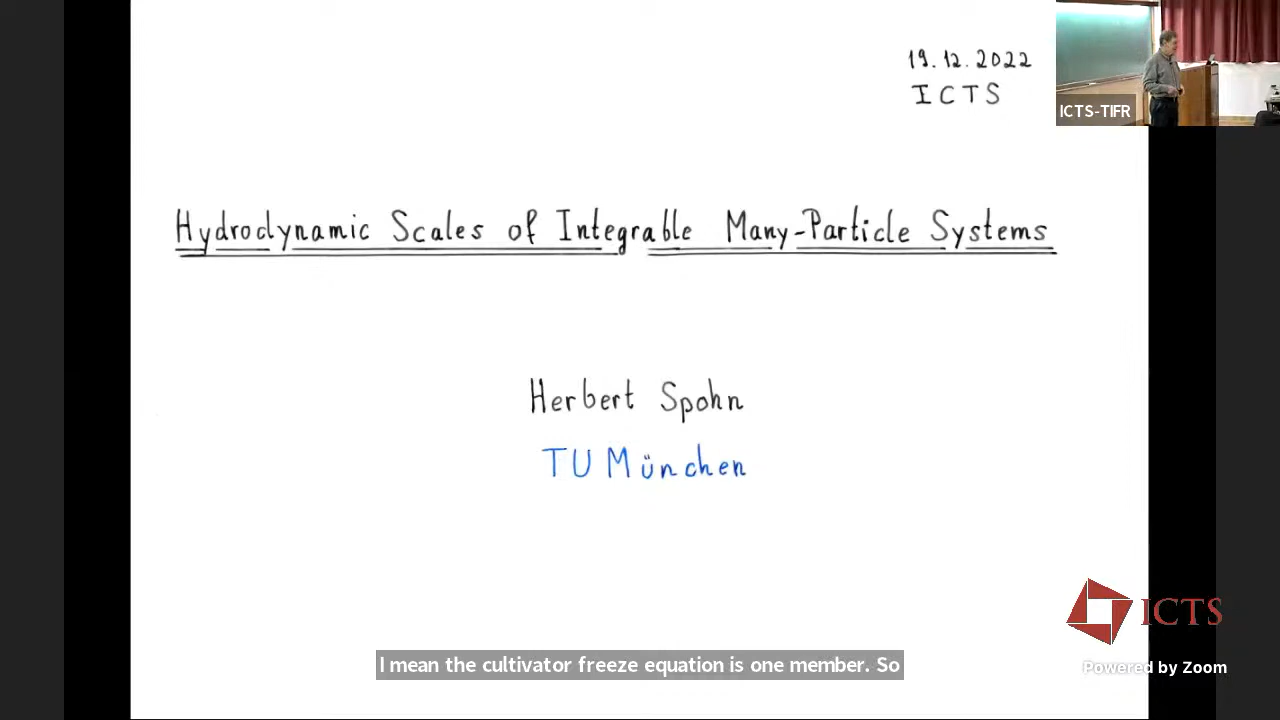 19.12.2022
ICTS
ICTS-TIFR
Hydrodynamic Scales of Integrable Many-Particle Systems
Herbert Spohn
TU München
ICTS
I mean the cultivator freeze equation is one member. So
Powered by Zoom